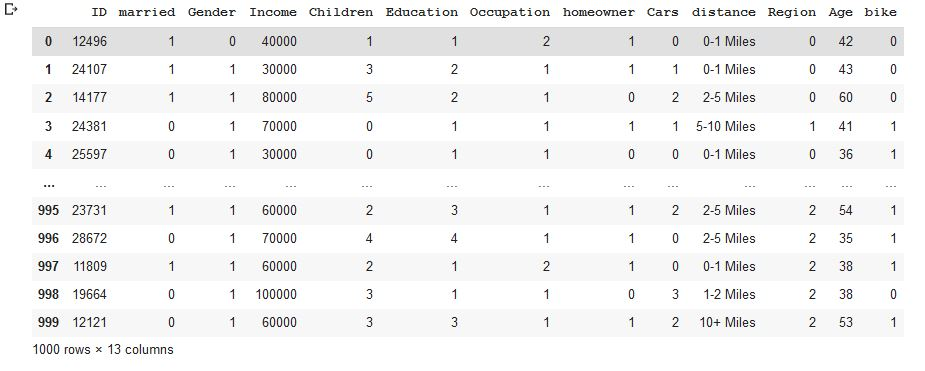 ID married Gender Income Children Education Occupation homeowner Cars distance Region Age bike
0 12496 1 0 40000 1 1 2 1 0 0-1 Miles 0 42 0
1 24107 1 1 30000 3 2 1 1 1 0-1 Miles 0 43 0
2 14177 1 1 80000 5 2 1 0 2 2-5 Miles 0 60 0
3 24381 0 1 70000 0 1 1 1 1 5-10 Miles 1 41 1
4 25597 0 1 30000 0 1 1 0 0 0-1 Miles 0 36 1
... ... ... ... ... ... ... ... ... ... ... ... ... ...
995 23731 1 1 60000 2 3 1 1 2 2-5 Miles 2 54 1
996 28672 0 1 70000 4 4 1 1 0 2-5 Miles 2 35 1
997 11809 1 1 60000 2 1 2 1 0 0-1 Miles 2 38 1
998 19664 0 1 100000 3 1 1 0 3 1-2 Miles 2 38 0
999 12121 0 1 60000 3 3 1 1 2 10+ Miles 2 53 1
1000 rows × 13 columns